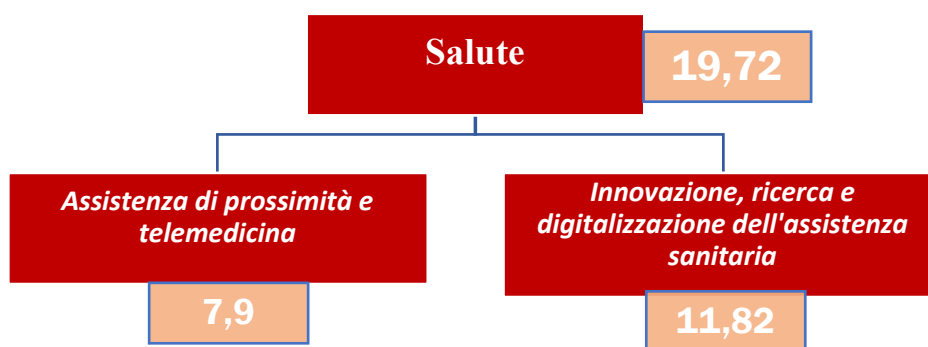 Salute
19,72
Assistenza di prossimità e
telemedicina
7,9
Innovazione, ricerca e
digitalizzazione dell'assistenza
sanitaria
11,82